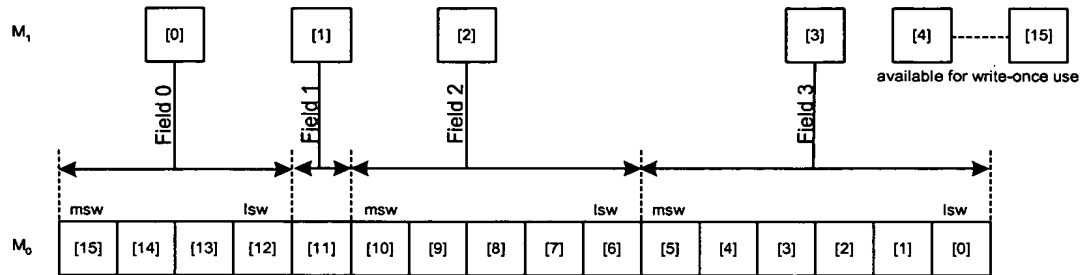 M₁ [0] [1] [2] [3] [4] [15]
available for write-once use
Field 0 Field 1 Field 2 Field 3
msw lsw msw lsw msw lsw
M₀ [15] [14] [13] [12] [11] [10] [9] [8] [7] [6] [5] [4] [3] [2] [1] [0]